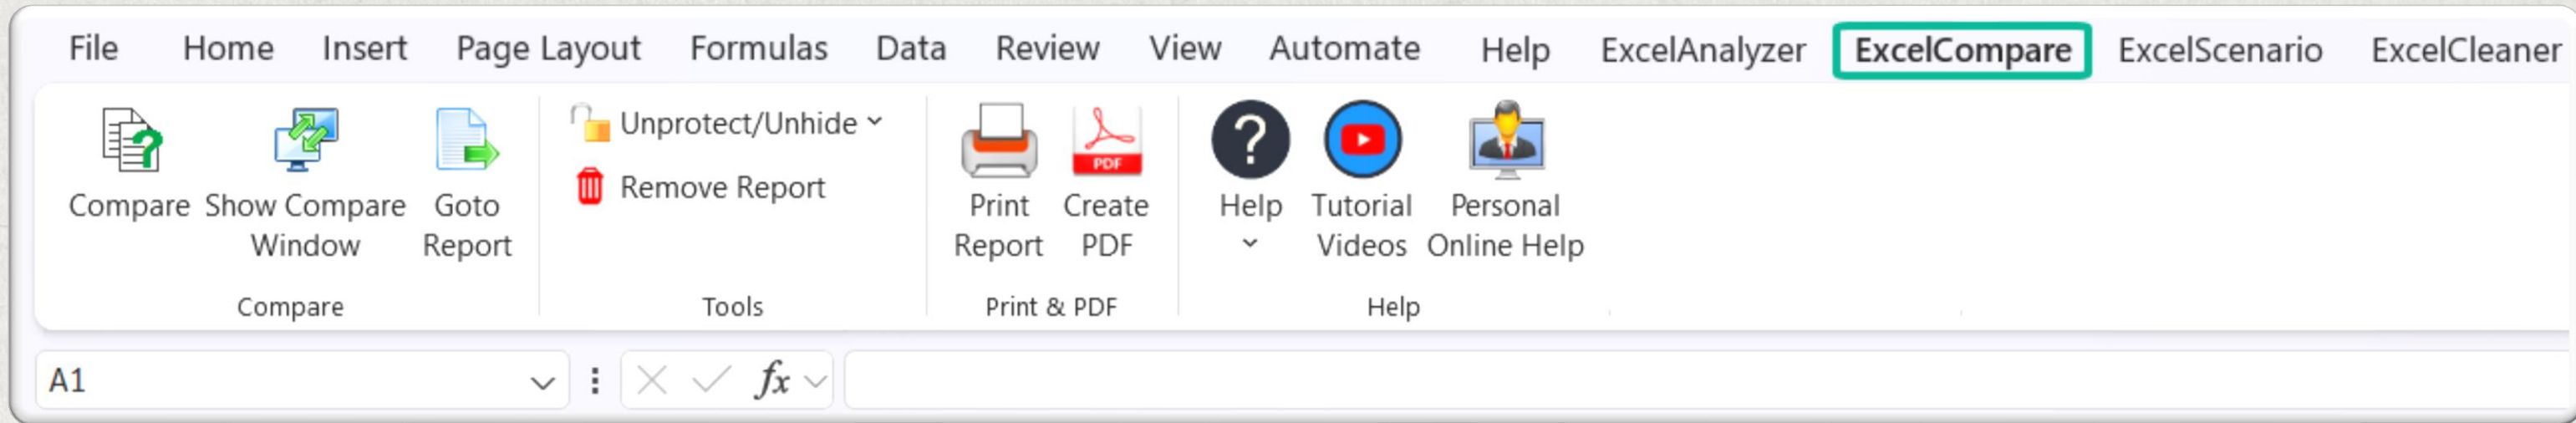 File Home Insert Page Layout Formulas Data Review View Automate Help ExcelAnalyzer ExcelCompare ExcelScenario ExcelCleaner
Compare
Show Compare
Window
Goto
Report
Unprotect/Unhide
Remove Report
Print
Report
Create
PDF
PDF
?
Help
Tutorial
Videos
Personal
Online Help
Compare Tools Print & PDF Help
A1 fx